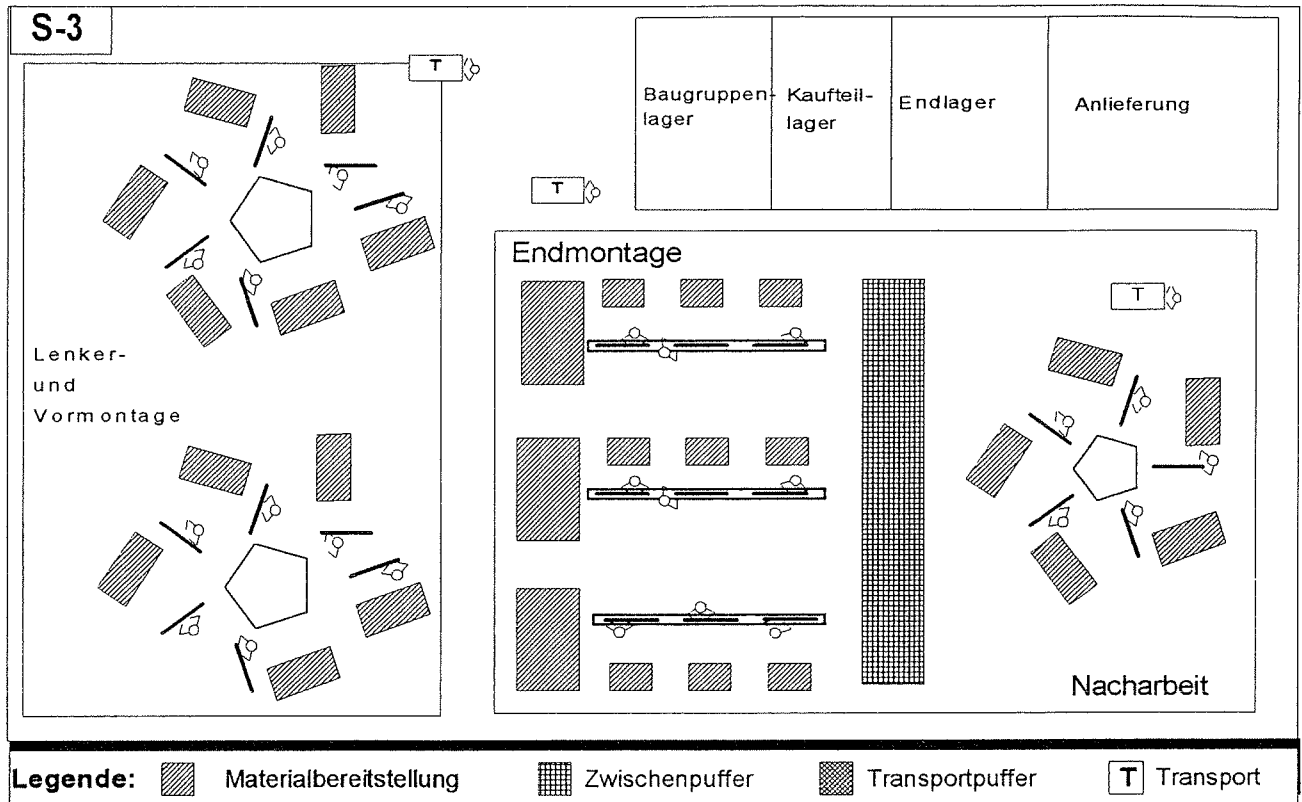 S-3
T
Baugruppen-
lager
Kaufteil-
lager
Endlager
Anlieferung
T
Endmontage
T
Lenker-
und
Vormontage
Nacharbeit
Legende:
Materialbereitstellung
Zwischenpuffer
Transportpuffer
T Transport